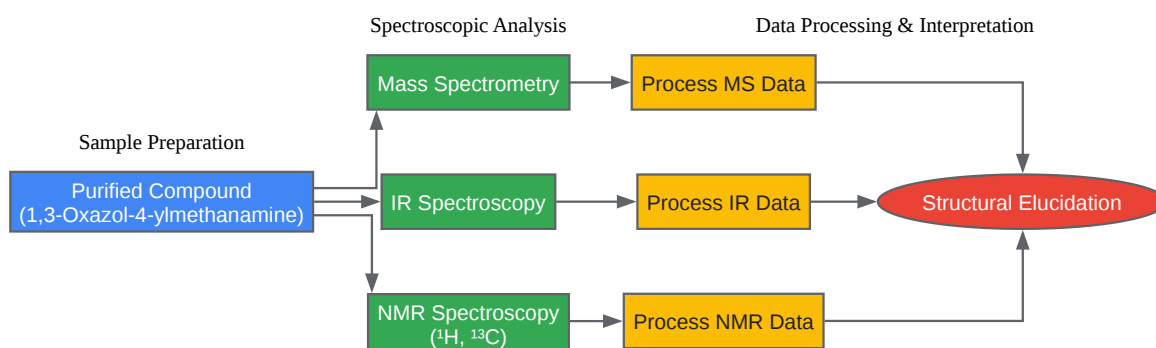 Spectroscopic Analysis
Data Processing & Interpretation
Mass Spectrometry
Process MS Data
Sample Preparation
Purified Compound
(1,3-Oxazol-4-ylmethanamine)
IR Spectroscopy
Process IR Data
Structural Elucidation
NMR Spectroscopy
(¹H, ¹³C)
Process NMR Data